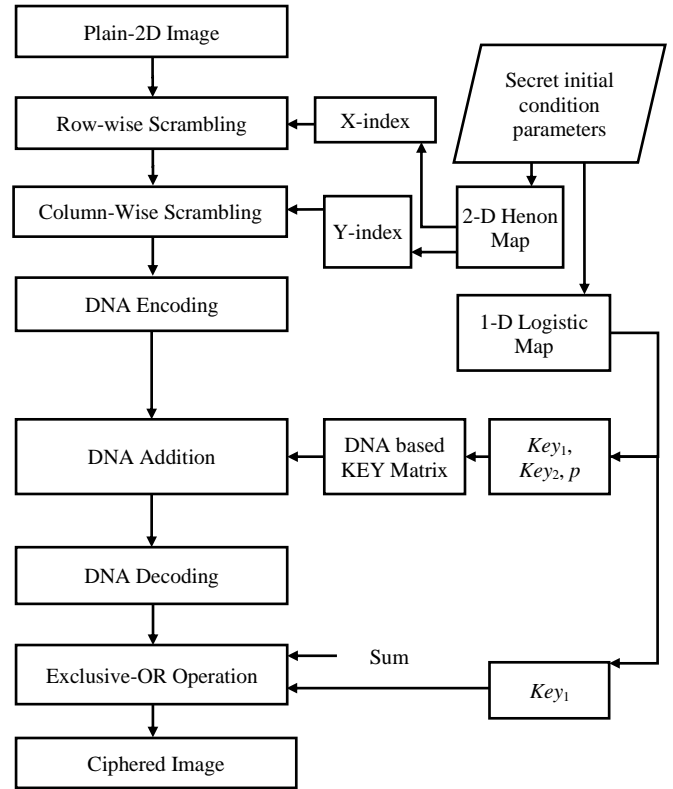 Plain-2D Image
Secret initial
condition
parameters
Row-wise Scrambling
X-index
Column-Wise Scrambling
Y-index
2-D Henon
Map
DNA Encoding
1-D Logistic
Map
DNA Addition
DNA based
KEY Matrix
Key₁,
Key₂, p
DNA Decoding
Exclusive-OR Operation
Sum
Key₁
Ciphered Image